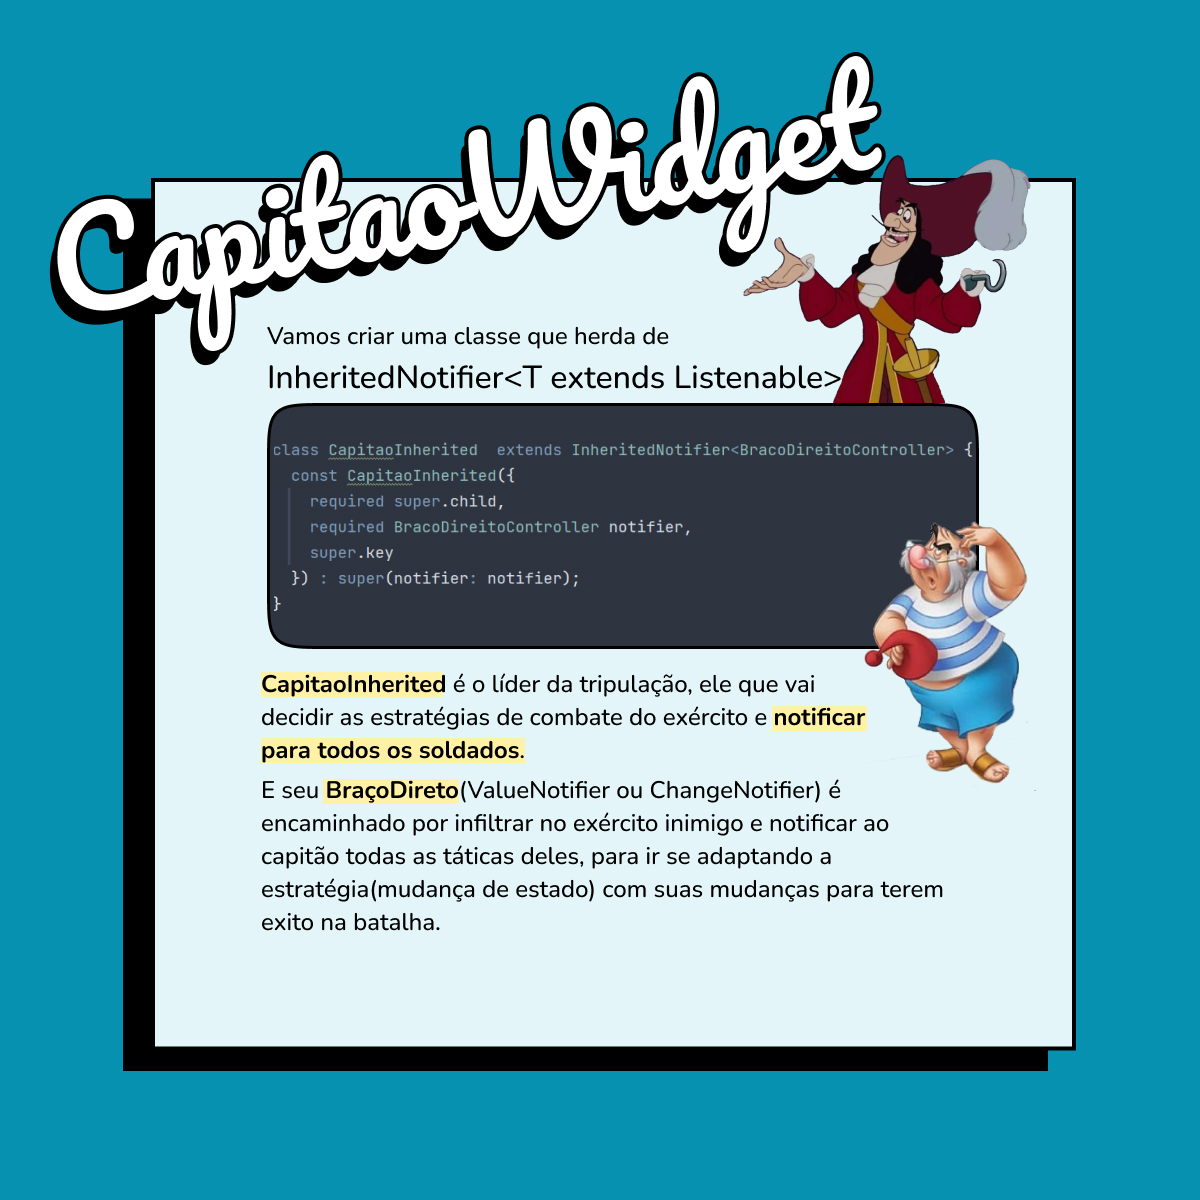 CapitaoWidget
Vamos criar uma classe que herda de
InheritedNotifier<T extends Listenable>
class CapitaoInherited  extends InheritedNotifier<BracoDireitoController> {
  const CapitaoInherited({
    required super.child,
    required BracoDireitoController notifier,
    super.key
  }) : super(notifier: notifier);
}
CapitaoInherited é o líder da tripulação, ele que vai
decidir as estratégias de combate do exército e notificar
para todos os soldados.
E seu BraçoDireto(ValueNotifier ou ChangeNotifier) é
encaminhado por infiltrar no exército inimigo e notificar ao
capitão todas as táticas deles, para ir se adaptando a
estratégia(mudança de estado) com suas mudanças para terem
exito na batalha.